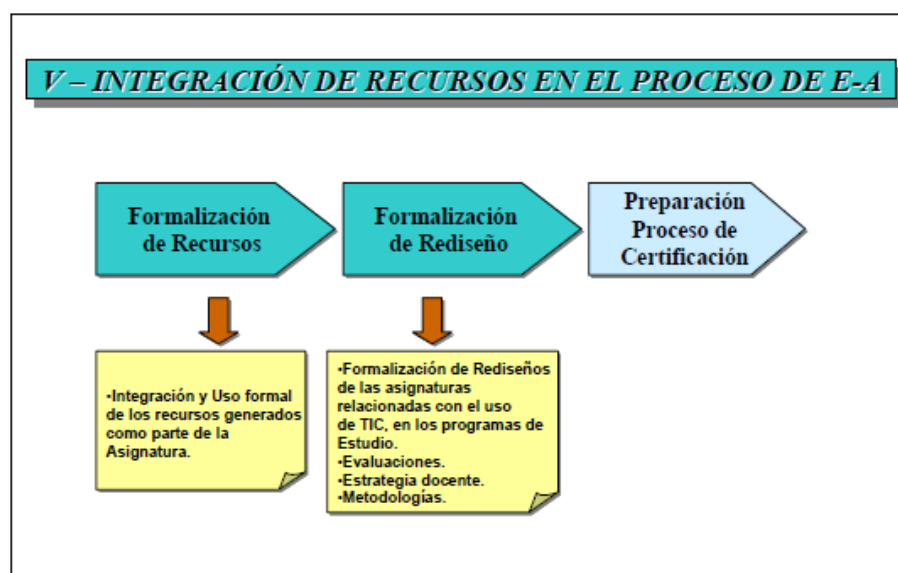 V – INTEGRACIÓN DE RECURSOS EN EL PROCESO DE E-A
Formalización
de Recursos
Formalización
de Rediseño
Preparación
Proceso de
Certificación
•Integración y Uso formal
de los recursos generados
como parte de la
Asignatura.
•Formalización de Rediseños
de las asignaturas
relacionadas con el uso
de TIC, en los programas de
Estudio.
•Evaluaciones.
•Estrategia docente.
•Metodologías.